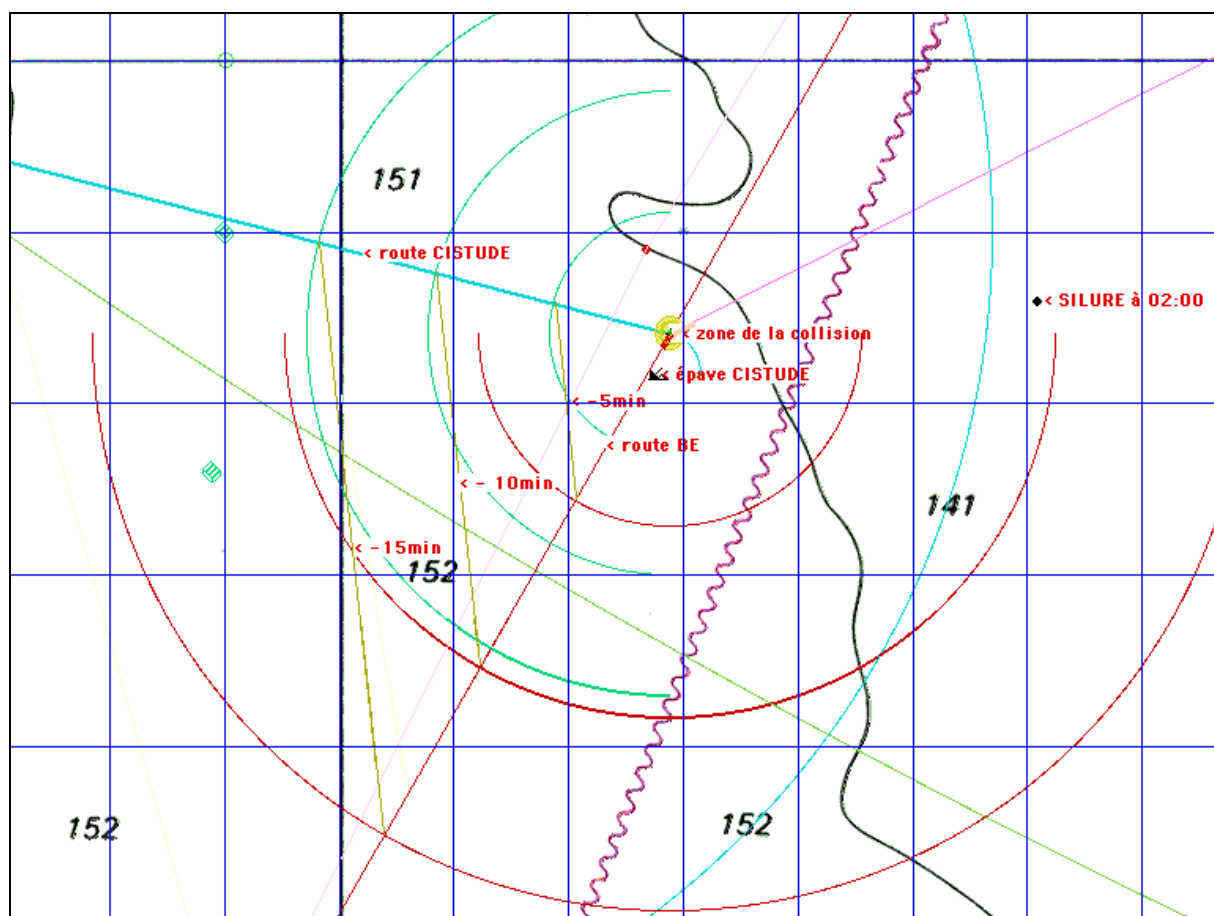 151
< route CISTUDE
< SILURE à 02:00
< zone de la collision
< épave CISTUDE
< -5min
< route BE
< - 10min
141
< -15min
152
152
152